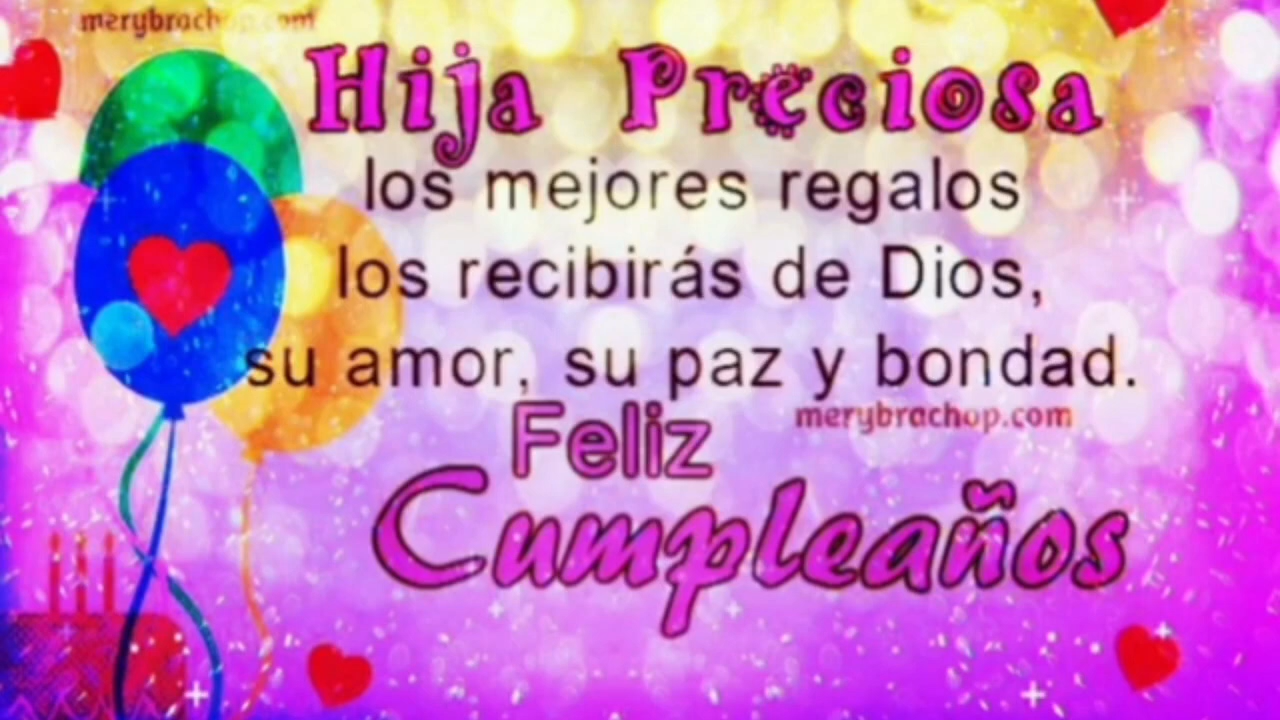 merybrachop.com
Hija Preciosa
los mejores regalos
los recibirás de Dios,
su amor, su paz y bondad.
merybrachop.com
Feliz
Cumpleaños